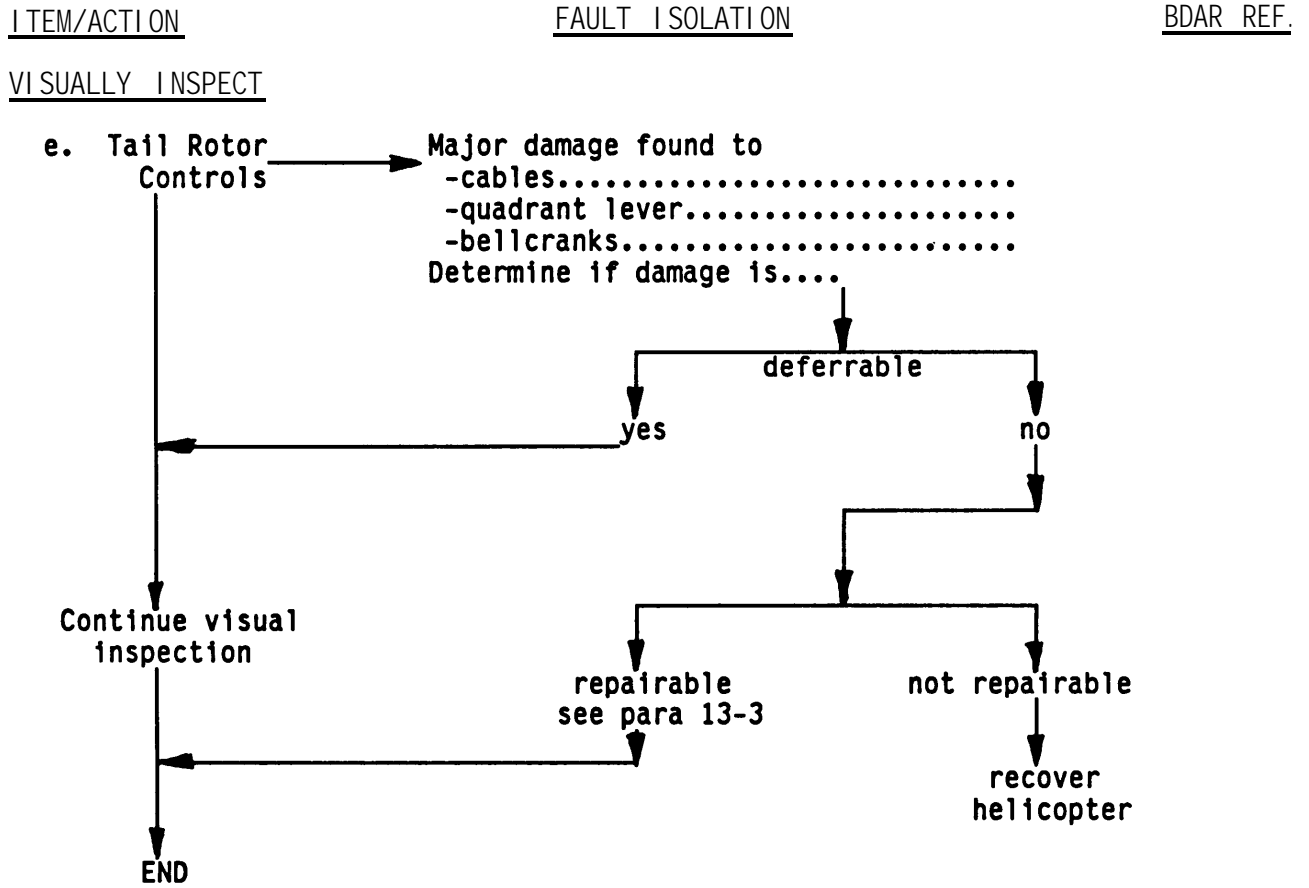 ITEM/ACTION FAULT ISOLATION BDAR REF.
VISUALLY INSPECT
e. Tail Rotor
Controls
Major damage found to
-cables.............................
-quadrant lever.....................
-bellcranks.........................
Determine if damage is....
deferrable
yes no
Continue visual
inspection
repairable
see para 13-3
not repairable
recover
helicopter
END